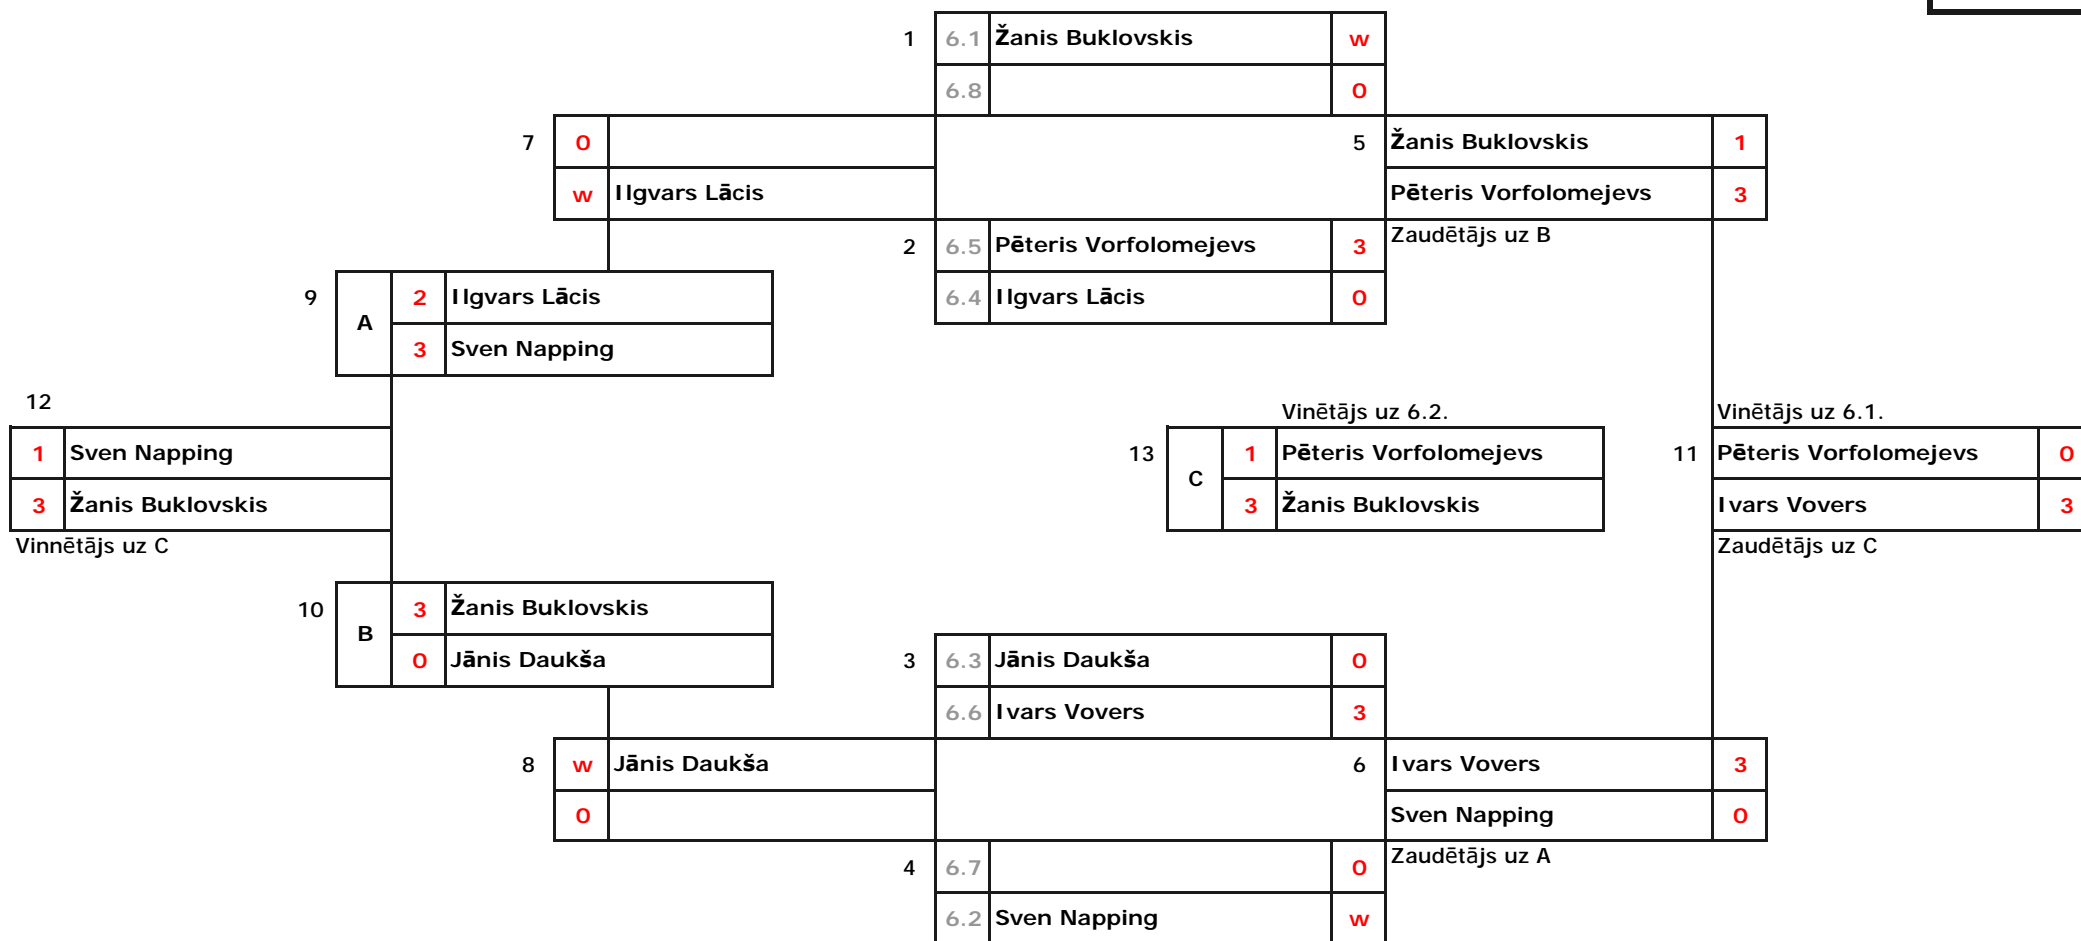 1 6.1 Žanis Buklovskis w
6.8 0
7 0 5 Žanis Buklovskis 1
w Ilgvars Lācis Pēteris Vorfolomejevs 3
2 6.5 Pēteris Vorfolomejevs 3 Zaudētājs uz B
9 A 2 Ilgvars Lācis 6.4 Ilgvars Lācis 0
3 Sven Napping
12 Vinētājs uz 6.2. Vinētājs uz 6.1.
1 Sven Napping 13 C 1 Pēteris Vorfolomejevs 11 Pēteris Vorfolomejevs 0
3 Žanis Buklovskis 3 Žanis Buklovskis Ivars Vovers 3
Vinnētājs uz C Zaudētājs uz C
10 B 3 Žanis Buklovskis
0 Jānis Daukša 3 6.3 Jānis Daukša 0
6.6 Ivars Vovers 3
8 w Jānis Daukša 6 Ivars Vovers 3
0 Sven Napping 0
4 6.7 0 Zaudētājs uz A
6.2 Sven Napping w